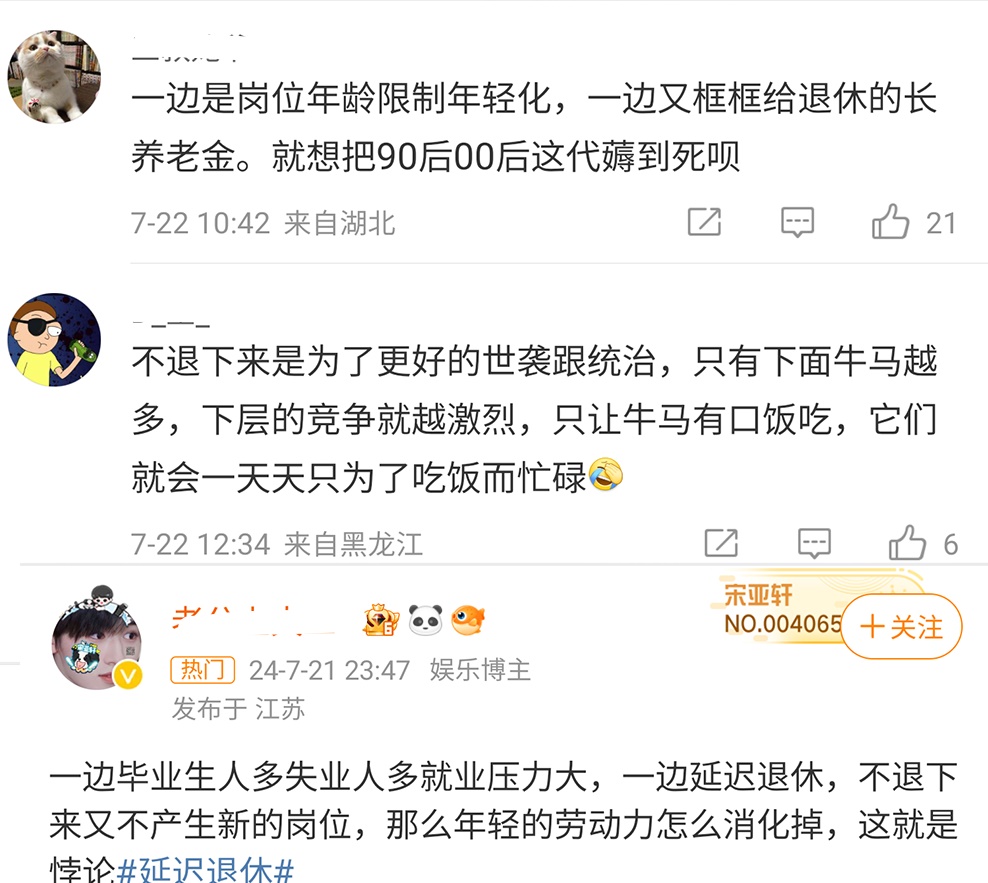 一边是岗位年龄限制年轻化，一边又框框给退休的长
养老金。就想把90后00后这代薅到死呗
7-22 10:42 来自湖北
21
不退下来是为了更好的世袭跟统治，只有下面牛马越
多，下层的竞争就越激烈，只让牛马有口饭吃，它们
就会一天天只为了吃饭而忙碌🤣
7-22 12:34 来自黑龙江
6
宋亚轩
NO.004065
+关注
热门 24-7-21 23:47 娱乐博主
发布于 江苏
一边毕业生人多失业人多就业压力大，一边延迟退休，不退下
来又不产生新的岗位，那么年轻的劳动力怎么消化掉，这就是
悖论#延迟退休#